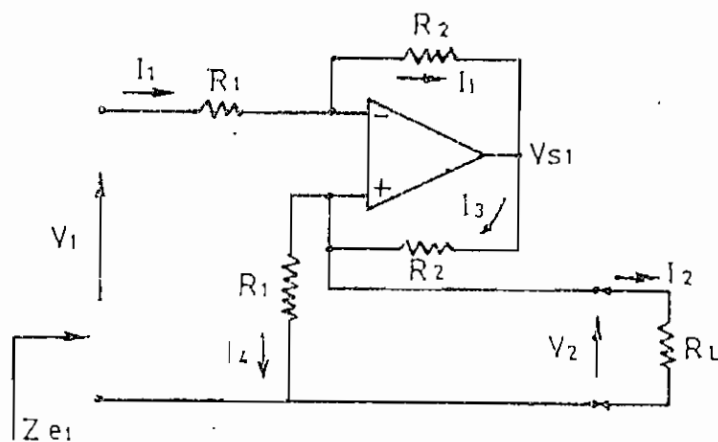 R2
I1
R1
I1
-
VS1
+
I3
V1
R2
R1
I2
I4
V2
RL
Ze1